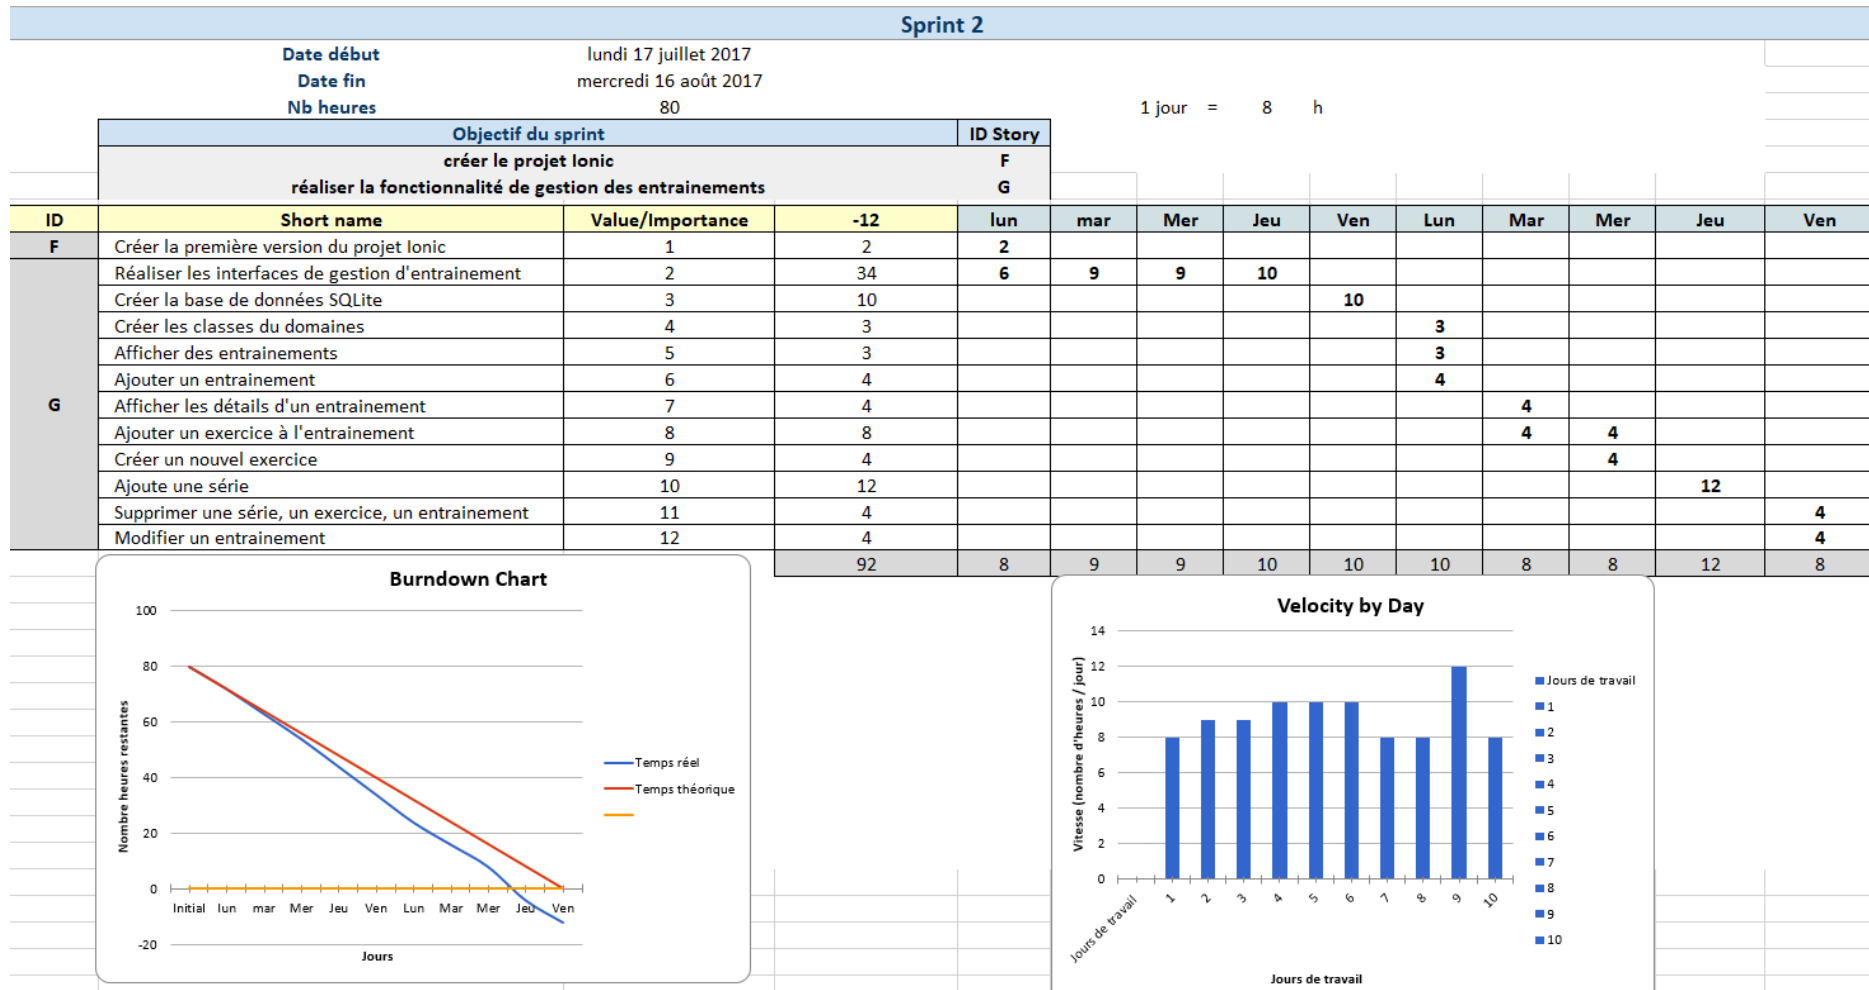 Sprint 2
Date début lundi 17 juillet 2017
Date fin mercredi 16 août 2017
Nb heures 80 1 jour = 8 h
Objectif du sprint ID Story
créer le projet Ionic F
réaliser la fonctionnalité de gestion des entrainements G
ID Short name Value/Importance -12 lun mar Mer Jeu Ven Lun Mar Mer Jeu Ven
F Créer la première version du projet Ionic 1 2 2
Réaliser les interfaces de gestion d'entrainement 2 34 6 9 9 10
Créer la base de données SQLite 3 10 10
Créer les classes du domaines 4 3 3
Afficher des entrainements 5 3 3
Ajouter un entrainement 6 4 4
G Afficher les détails d'un entrainement 7 4 4
Ajouter un exercice à l'entrainement 8 8 4 4
Créer un nouvel exercice 9 4 4
Ajoute une série 10 12 12
Supprimer une série, un exercice, un entrainement 11 4 4
Modifier un entrainement 12 4 4
92 8 9 9 10 10 10 8 8 12 8
Burndown Chart
Nombre heures restantes
100
80
60
40
20
0
-20
Initial lun mar Mer Jeu Ven Lun Mar Mer Jeu Ven
Jours
Temps réel
Temps théorique
Velocity by Day
Vitesse (nombre d'heures / jour)
14
12
10
8
6
4
2
0
Jours de travail 1 2 3 4 5 6 7 8 9 10
Jours de travail
Jours de travail
1
2
3
4
5
6
7
8
9
10